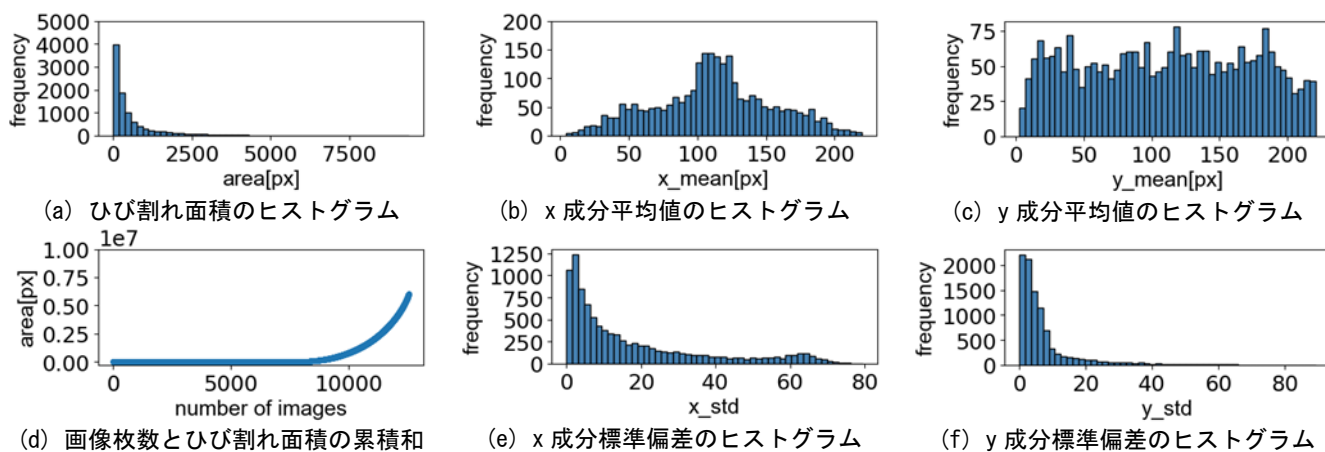 5000
4000
3000
2000
1000
0
frequency
0 2500 5000 7500
area[px]
(a) ひび割れ面積のヒストグラム
200
150
100
50
0
frequency
50 100 150 200
x_mean[px]
(b) x 成分平均値のヒストグラム
75
50
25
0
frequency
0 50 100 150 200
y_mean[px]
(c) y 成分平均値のヒストグラム
1e7
1.00
0.75
0.50
0.25
0.00
area[px]
0 5000 10000
number of images
(d) 画像枚数とひび割れ面積の累積和
1250
1000
750
500
250
0
frequency
0 20 40 60 80
x_std
(e) x 成分標準偏差のヒストグラム
2000
1500
1000
500
0
frequency
0 20 40 60 80
y_std
(f) y 成分標準偏差のヒストグラム